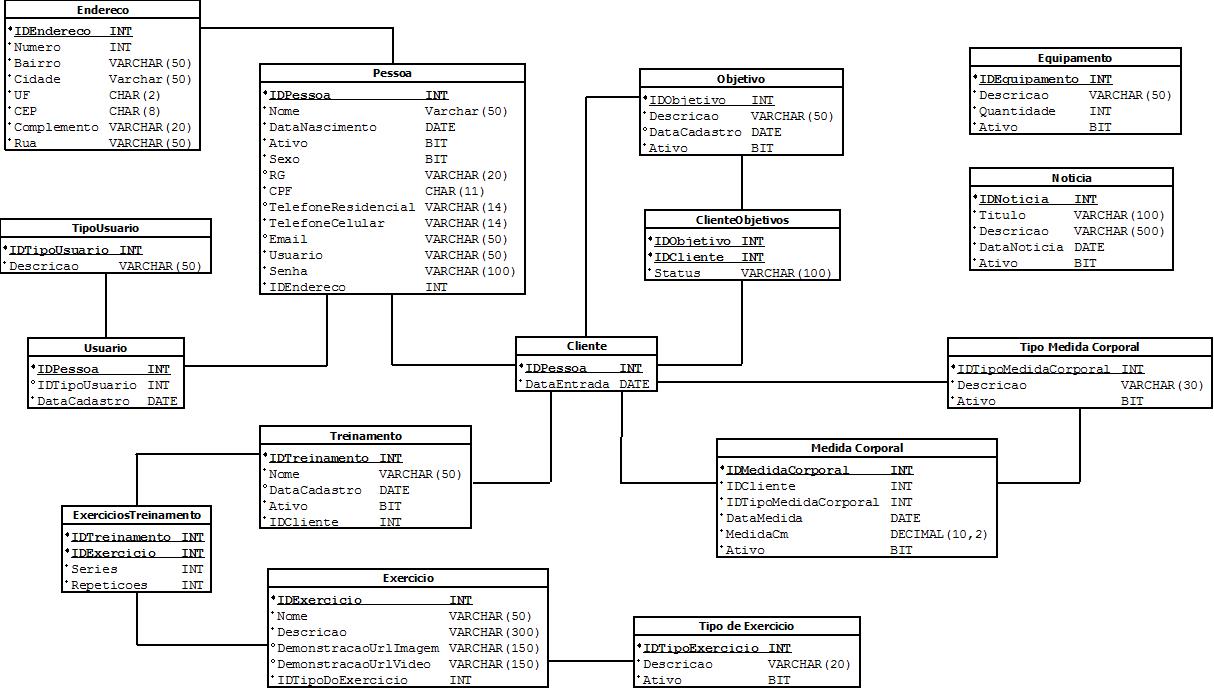 Endereco
IDEndereco INT
Numero INT
Bairro VARCHAR(50)
Cidade Varchar(50)
UF CHAR(2)
CEP CHAR(8)
Complemento VARCHAR(20)
Rua VARCHAR(50)
Pessoa
IDPessoa INT
Nome Varchar(50)
DataNascimento DATE
Ativo BIT
Sexo BIT
RG VARCHAR(20)
CPF CHAR(11)
TelefoneResidencial VARCHAR(14)
TelefoneCelular VARCHAR(14)
Email VARCHAR(50)
Usuario VARCHAR(50)
Senha VARCHAR(100)
IDEndereco INT
Objetivo
IDObjetivo INT
Descricao VARCHAR(50)
DataCadastro DATE
Ativo BIT
Equipamento
IDEquipamento INT
Descricao VARCHAR(50)
Quantidade INT
Ativo BIT
Noticia
IDNoticia INT
Titulo VARCHAR(100)
Descricao VARCHAR(500)
DataNoticia DATE
Ativo BIT
TipoUsuario
IDTipoUsuario INT
Descricao VARCHAR(50)
ClienteObjetivos
IDObjetivo INT
IDCliente INT
Status VARCHAR(100)
Usuario
IDPessoa INT
IDTipoUsuario INT
DataCadastro DATE
Cliente
IDPessoa INT
DataEntrada DATE
Tipo Medida Corporal
IDTipoMedidaCorporal INT
Descricao VARCHAR(30)
Ativo BIT
Treinamento
IDTreinamento INT
Nome VARCHAR(50)
DataCadastro DATE
Ativo BIT
IDCliente INT
Medida Corporal
IDMedidaCorporal INT
IDCliente INT
IDTipoMedidaCorporal INT
DataMedida DATE
MedidaCm DECIMAL(10,2)
Ativo BIT
ExerciciosTreinamento
IDTreinamento INT
IDExercicio INT
Series INT
Repeticoes INT
Exercicio
IDExercicio INT
Nome VARCHAR(50)
Descricao VARCHAR(300)
DemonstracaoUrlImagem VARCHAR(150)
DemonstracaoUrlVideo VARCHAR(150)
IDTipoDoExercicio INT
Tipo de Exercicio
IDTipoExercicio INT
Descricao VARCHAR(20)
Ativo BIT